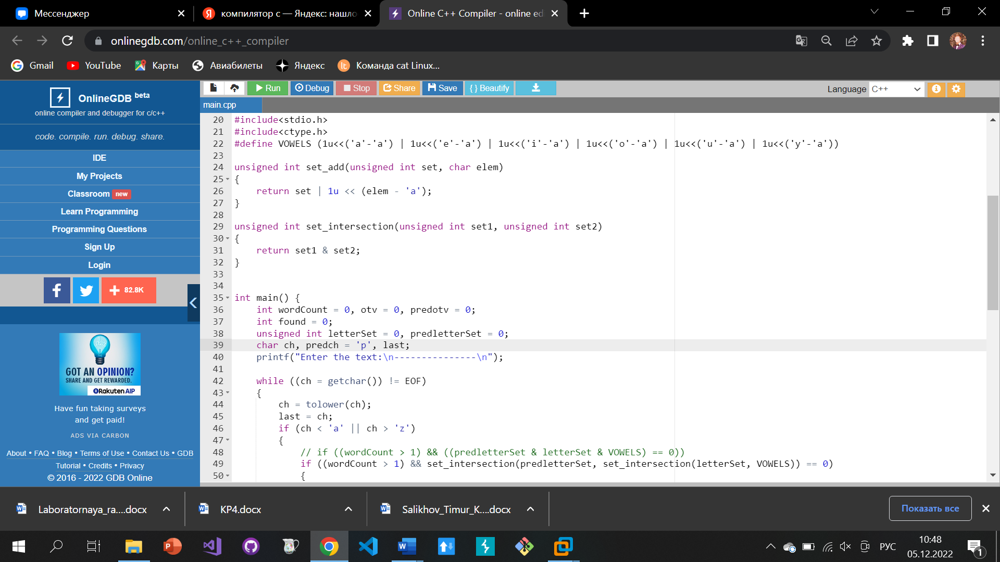 Мессенджер
компилятор с — Яндекс: нашло
Online C++ Compiler - online ed
onlinegdb.com/online_c++_compiler
Gmail
YouTube
Карты
Авиабилеты
Яндекс
Команда cat Linux...
OnlineGDB beta
online compiler and debugger for c/c++
code. compile. run. debug. share.
IDE
My Projects
Classroom new
Learn Programming
Programming Questions
Sign Up
Login
82.8K
GOT AN OPINION?
SHARE AND GET REWARDED.
Rakuten AIP
Have fun taking surveys
and get paid!
ADS VIA CARBON
About • FAQ • Blog • Terms of Use • Contact Us • GDB
Tutorial • Credits • Privacy
© 2016 - 2022 GDB Online
Run
Debug
Stop
Share
Save
{ } Beautify
Language C++
main.cpp
20 #include<stdio.h>
21 #include<ctype.h>
22 #define VOWELS (1u<<('a'-'a') | 1u<<('e'-'a') | 1u<<('i'-'a') | 1u<<('o'-'a') | 1u<<('u'-'a') | 1u<<('y'-'a'))
23
24 unsigned int set_add(unsigned int set, char elem)
25 {
26     return set | 1u << (elem - 'a');
27 }
28
29 unsigned int set_intersection(unsigned int set1, unsigned int set2)
30 {
31     return set1 & set2;
32 }
33
34
35 int main() {
36     int wordCount = 0, otv = 0, predotv = 0;
37     int found = 0;
38     unsigned int letterSet = 0, predletterSet = 0;
39     char ch, predch = 'p', last;
40     printf("Enter the text:\n---------------\n");
41
42     while ((ch = getchar()) != EOF)
43     {
44         ch = tolower(ch);
45         last = ch;
46         if (ch < 'a' || ch > 'z')
47         {
48             // if ((wordCount > 1) && ((predletterSet & letterSet & VOWELS) == 0))
49             if ((wordCount > 1) && set_intersection(predletterSet, set_intersection(letterSet, VOWELS)) == 0)
50             {
Laboratornaya_ra....docx
KP4.docx
Salikhov_Timur_K....docx
Показать все
РУС
10:48
05.12.2022
1